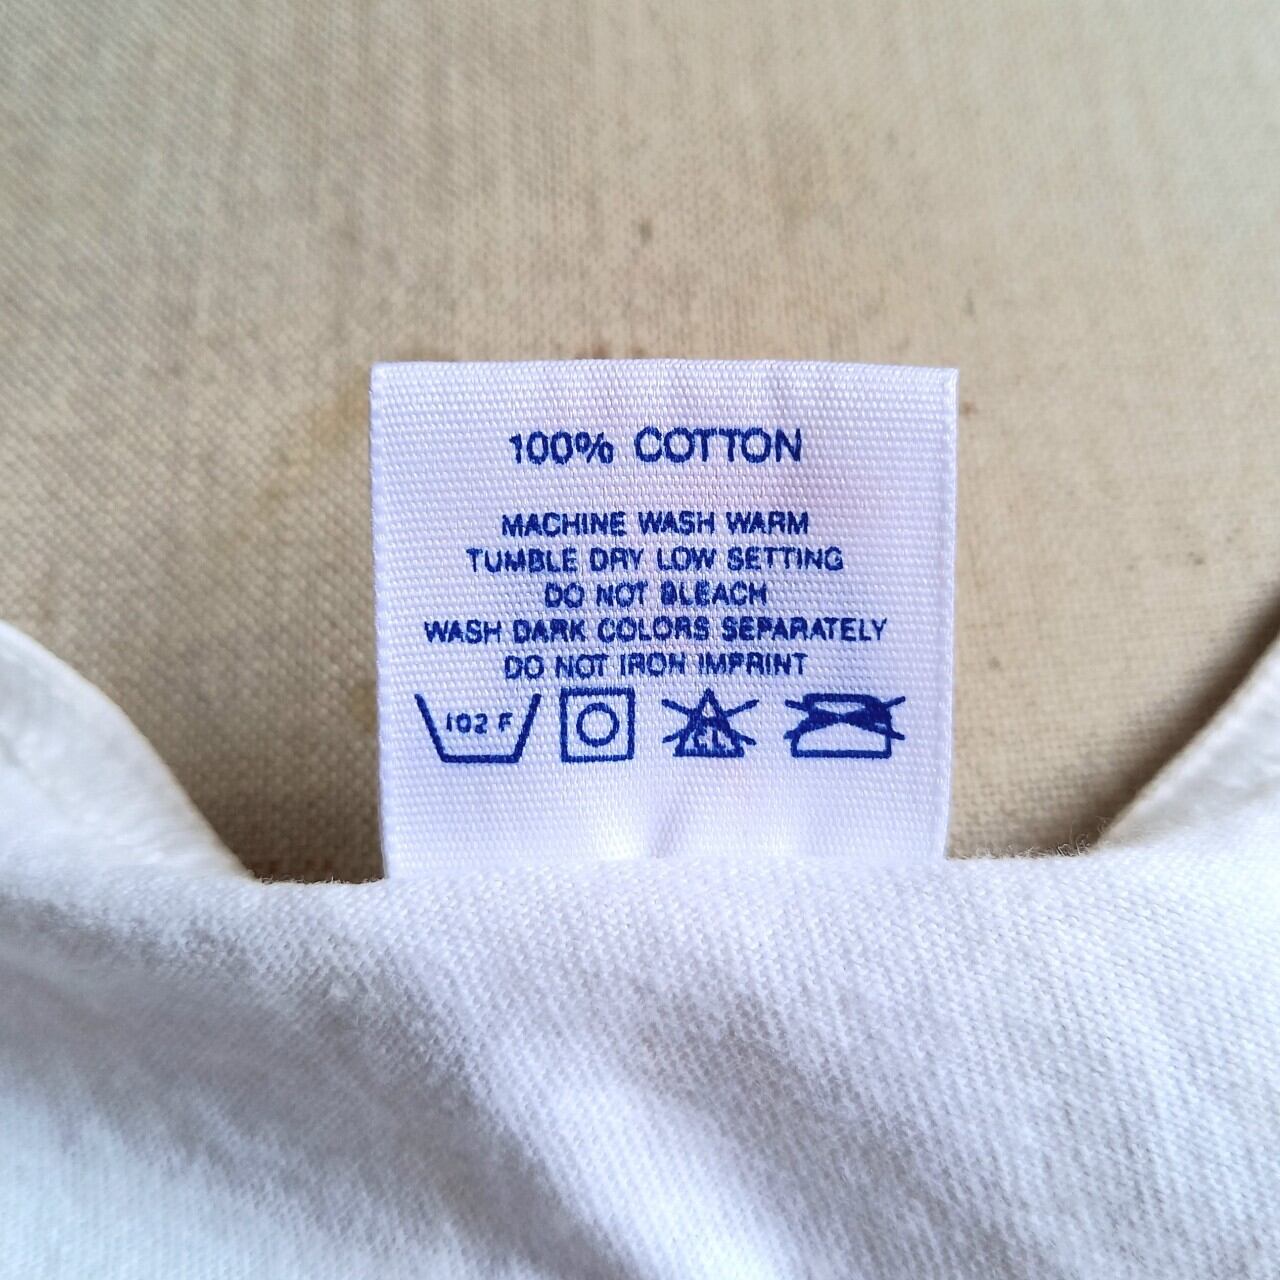 100% COTTON
MACHINE WASH WARM
TUMBLE DRY LOW SETTING
DO NOT BLEACH
WASH DARK COLORS SEPARATELY
DO NOT IRON IMPRINT
102 F CL